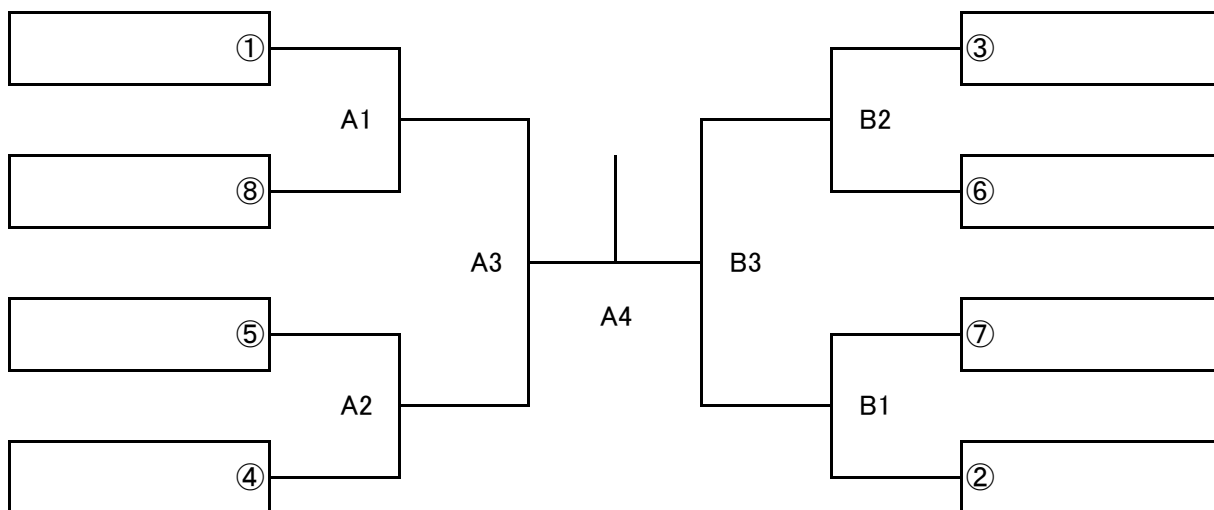 ① ③
A1 B2
⑧ ⑥
A3 B3
A4
⑤ ⑦
A2 B1
④ ②